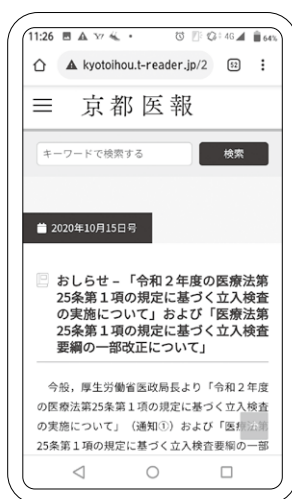 11:26
4G
64%
kyotoihou.t-reader.jp/2
52
京都医報
キーワードで検索する
検索
2020年10月15日号
おしらせ – 「令和２年度の医療法第
25条第１項の規定に基づく立入検査
の実施について」および「医療法第
25条第１項の規定に基づく立入検査
要綱の一部改正について」
今般，厚生労働省医政局長より「令和２年度
の医療法第25条第１項の規定に基づく立入検査
の実施について」（通知①）および「医療法第
25条第１項の規定に基づく立入検査要綱の一部